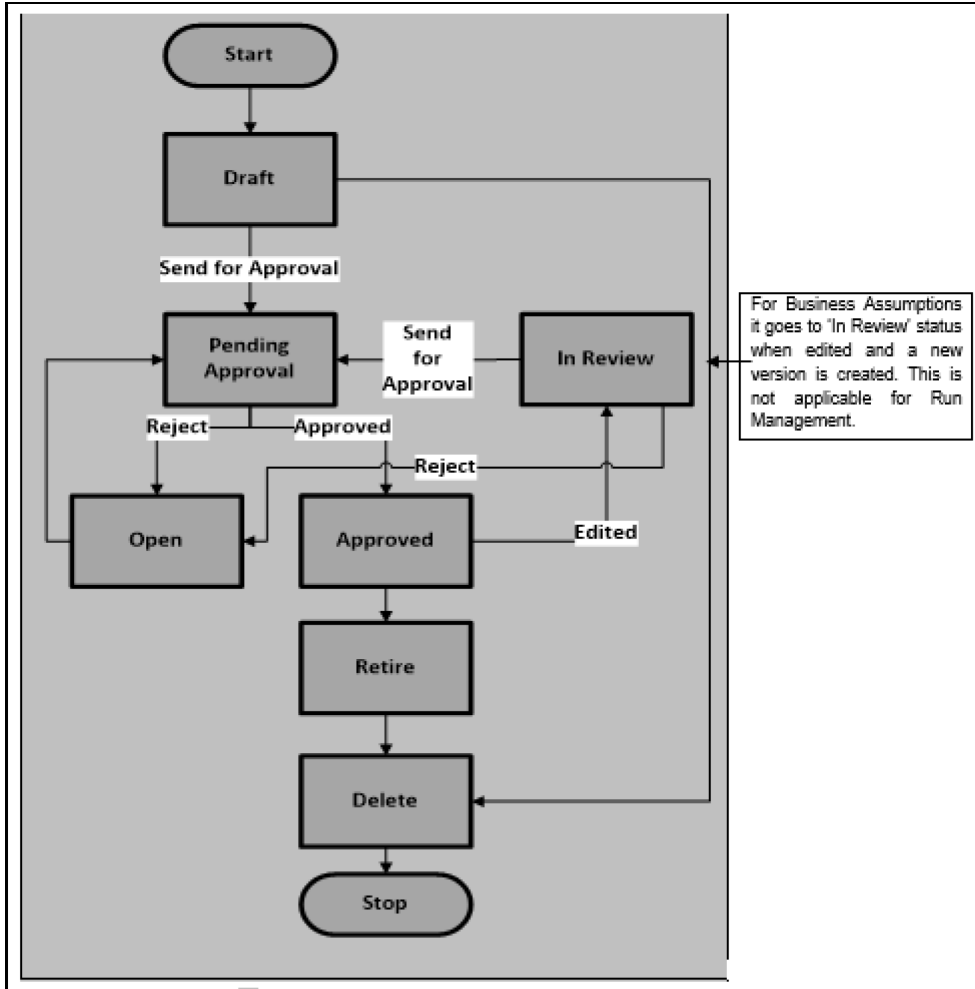 Start
Draft
Send for Approval
Pending
Approval
Send
for
Approval
In Review
For Business Assumptions
it goes to 'In Review' status
when edited and a new
version is created. This is
not applicable for Run
Management.
Reject
Approved
Reject
Open
Approved
Edited
Retire
Delete
Stop